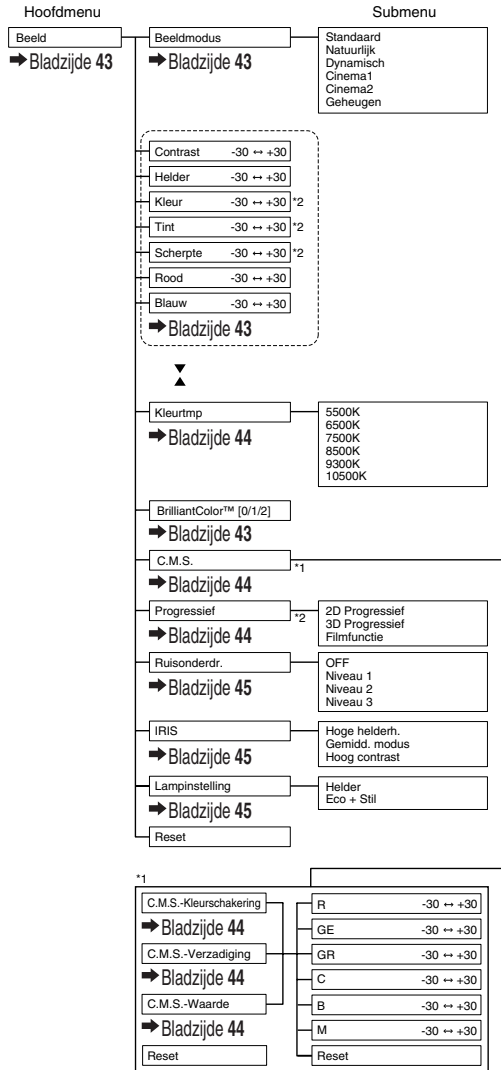 Hoofdmenu
Submenu
Beeld
➡Bladzijde 43
Beeldmodus
➡Bladzijde 43
Standaard
Natuurlijk
Dynamisch
Cinema1
Cinema2
Geheugen
Contrast -30 ↔ +30
Helder -30 ↔ +30
Kleur -30 ↔ +30 *2
Tint -30 ↔ +30 *2
Scherpte -30 ↔ +30 *2
Rood -30 ↔ +30
Blauw -30 ↔ +30
➡Bladzijde 43
Kleurtmp
➡Bladzijde 44
5500K
6500K
7500K
8500K
9300K
10500K
BrilliantColor™ [0/1/2]
➡Bladzijde 43
C.M.S. *1
➡Bladzijde 44
Progressief *2
➡Bladzijde 44
2D Progressief
3D Progressief
Filmfunctie
Ruisonderdr.
➡Bladzijde 45
OFF
Niveau 1
Niveau 2
Niveau 3
IRIS
➡Bladzijde 45
Hoge helderh.
Gemidd. modus
Hoog contrast
Lampinstelling
➡Bladzijde 45
Helder
Eco + Stil
Reset
*1
C.M.S.-Kleurschakering
➡Bladzijde 44
C.M.S.-Verzadiging
➡Bladzijde 44
C.M.S.-Waarde
➡Bladzijde 44
Reset
R -30 ↔ +30
GE -30 ↔ +30
GR -30 ↔ +30
C -30 ↔ +30
B -30 ↔ +30
M -30 ↔ +30
Reset